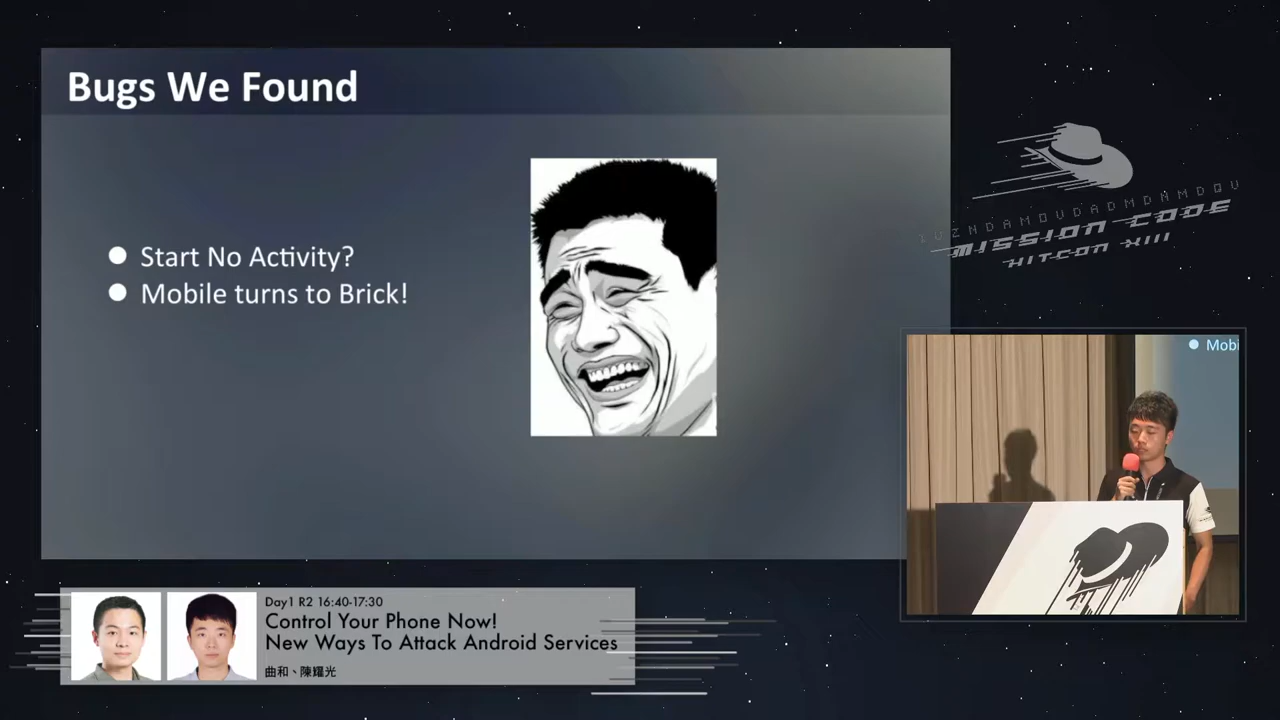 Bugs We Found
Start No Activity?
Mobile turns to Brick!
MISSION CODE
HITCON XIII
Mobi
Day1 R2 16:40-17:30
Control Your Phone Now!
New Ways To Attack Android Services
曲和、陳耀光